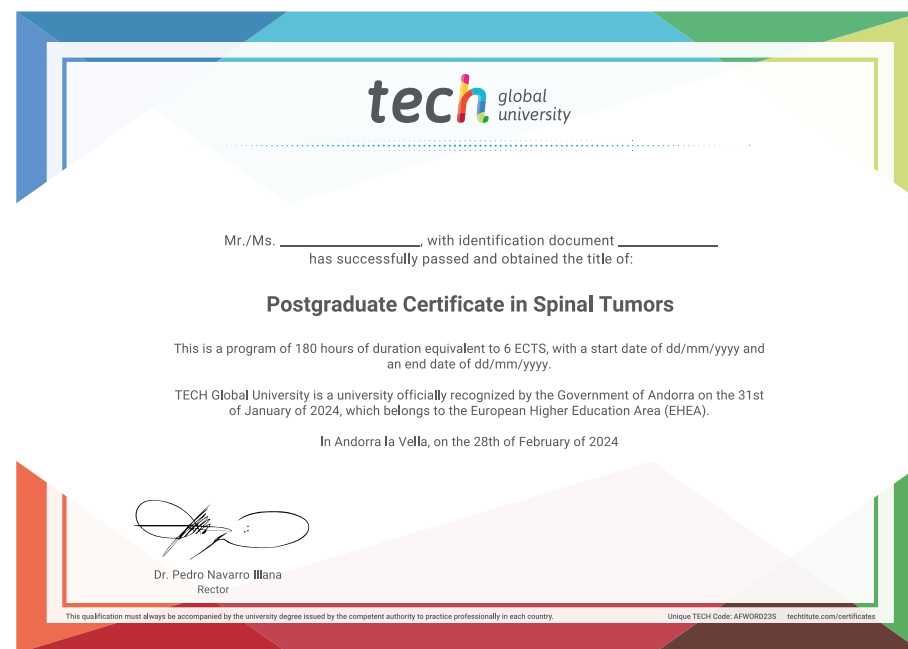 tech global university
Mr./Ms. ____________________, with identification document ______________
has successfully passed and obtained the title of:
Postgraduate Certificate in Spinal Tumors
This is a program of 180 hours of duration equivalent to 6 ECTS, with a start date of dd/mm/yyyy and
an end date of dd/mm/yyyy.
TECH Global University is a university officially recognized by the Government of Andorra on the 31st
of January of 2024, which belongs to the European Higher Education Area (EHEA).
In Andorra la Vella, on the 28th of February of 2024
Dr. Pedro Navarro Illana
Rector
This qualification must always be accompanied by the university degree issued by the competent authority to practice professionally in each country.
Unique TECH Code: AFWORD23S techtitute.com/certificates